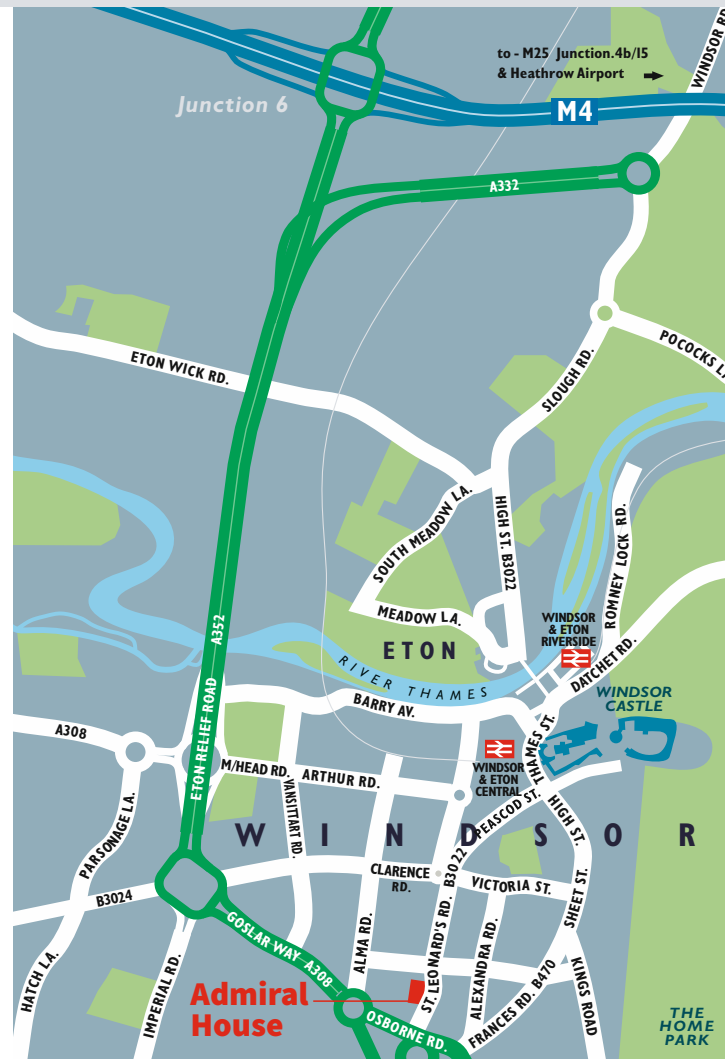 to - M25 Junction.4b/15
& Heathrow Airport
WINDSOR RD.
Junction 6
M4
A332
POCOCKS L
ETON WICK RD.
SLOUGH RD.
SOUTH MEADOW LA.
HIGH ST. B3022
ROMNEY LOCK RD.
MEADOW LA.
WINDSOR
& ETON
RIVERSIDE
ETON
A352
RIVER THAMES
DATCHET RD.
WINDSOR
CASTLE
BARRY AV.
A308
THAMES ST.
ETON RELIEF ROAD
M/HEAD RD.
ARTHUR RD.
WINDSOR
& ETON
CENTRAL
VANSITTART RD.
PEASCOD ST.
HIGH ST.
WINDSOR
PARSONAGE LA.
CLARENCE
RD.
B3022
VICTORIA ST.
B3024
SHEET ST.
GOSLAR WAY A308
ALMA RD.
ST. LEONARD'S RD.
ALEXANDRA RD.
HATCH LA.
IMPERIAL RD.
FRANCES RD. B470
KINGS ROAD
Admiral
House
OSBORNE RD.
THE
HOME
PARK